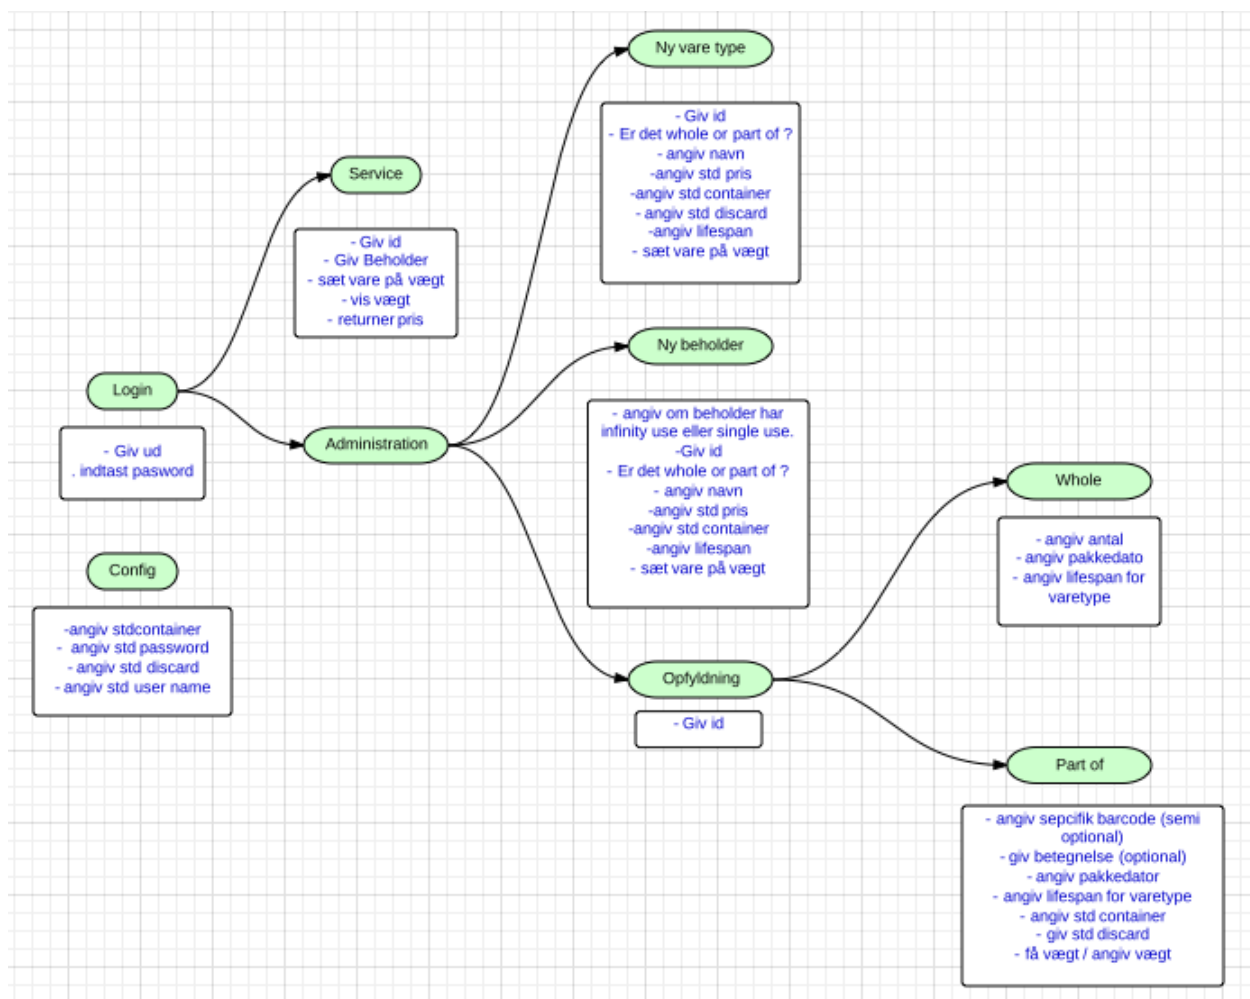 Ny vare type
- Giv id
- Er det whole or part of ?
- angiv navn
-angiv std pris
-angiv std container
- angiv std discard
-angiv lifespan
- sæt vare på vægt
Service
- Giv id
- Giv Beholder
- sæt vare på vægt
- vis vægt
- returner pris
Ny beholder
- angiv om beholder har
infinity use eller single use.
-Giv id
- Er det whole or part of ?
- angiv navn
-angiv std pris
-angiv std container
-angiv lifespan
- sæt vare på vægt
Login
- Giv ud
. indtast pasword
Administration
Whole
- angiv antal
- angiv pakkedato
- angiv lifespan for
varetype
Config
-angiv stdcontainer
- angiv std password
- angiv std discard
- angiv std user name
Opfyldning
- Giv id
Part of
- angiv sepcifik barcode (semi
optional)
- giv betegnelse (optional)
- angiv pakkedator
- angiv lifespan for varetype
- angiv std container
- giv std discard
- få vægt / angiv vægt